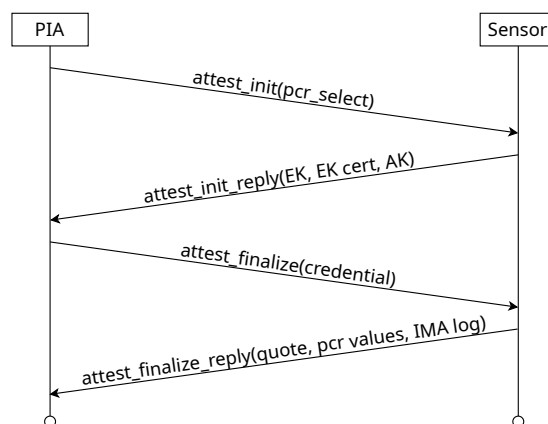 PIA
Sensor
attest_init(pcr_select)
attest_init_reply(EK, EK cert, AK)
attest_finalize(credential)
attest_finalize_reply(quote, pcr values, IMA log)